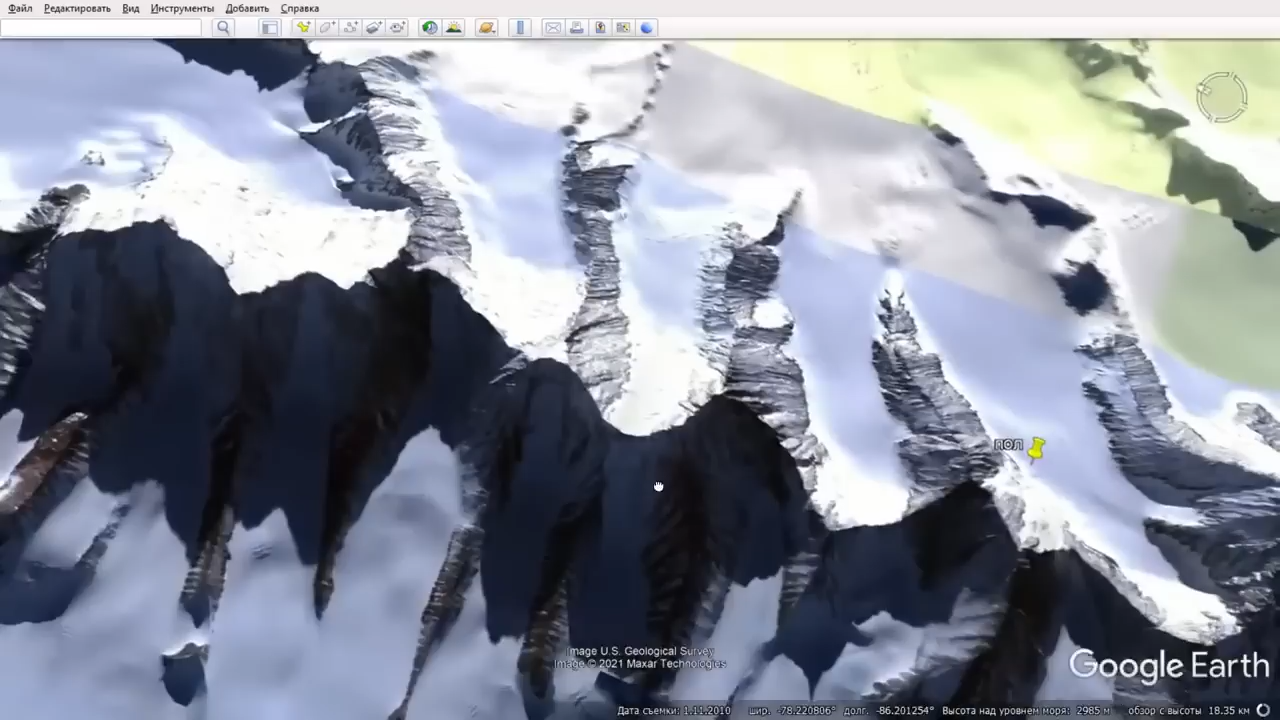 Файл Редактировать Вид Инструменты Добавить Справка
пол
Image U.S. Geological Survey
Image © 2021 Maxar Technologies
Google Earth
Дата съемки: 1.11.2010 шир. -78.220806° долг. -86.201254° Высота над уровнем моря: 2985 м обзор с высоты 18.35 км